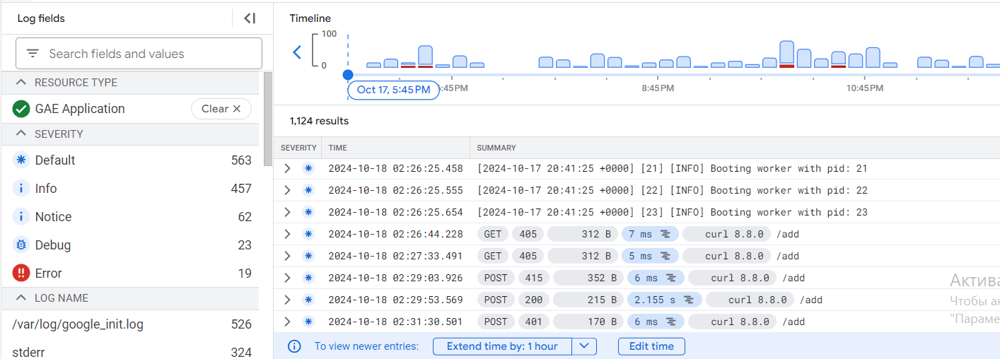 Log fields
Search fields and values
RESOURCE TYPE
GAE Application Clear
SEVERITY
Default 563
Info 457
Notice 62
Debug 23
Error 19
LOG NAME
/var/log/google_init.log 526
stderr 324
Timeline
100
0
Oct 17, 5:45 PM
5:45 PM 8:45 PM 10:45 PM
1,124 results
SEVERITY TIME SUMMARY
2024-10-18 02:26:25.458 [2024-10-17 20:41:25 +0000] [21] [INFO] Booting worker with pid: 21
2024-10-18 02:26:25.555 [2024-10-17 20:41:25 +0000] [22] [INFO] Booting worker with pid: 22
2024-10-18 02:26:25.654 [2024-10-17 20:41:25 +0000] [23] [INFO] Booting worker with pid: 23
2024-10-18 02:26:44.228 GET 405 312 B 7 ms curl 8.8.0 /add
2024-10-18 02:27:33.491 GET 405 312 B 5 ms curl 8.8.0 /add
2024-10-18 02:29:03.926 POST 415 352 B 6 ms curl 8.8.0 /add
2024-10-18 02:29:53.569 POST 200 215 B 2.155 s curl 8.8.0 /add
2024-10-18 02:31:30.501 POST 401 170 B 6 ms curl 8.8.0 /add
To view newer entries: Extend time by: 1 hour Edit time
Актива
Чтобы ак
"Параме